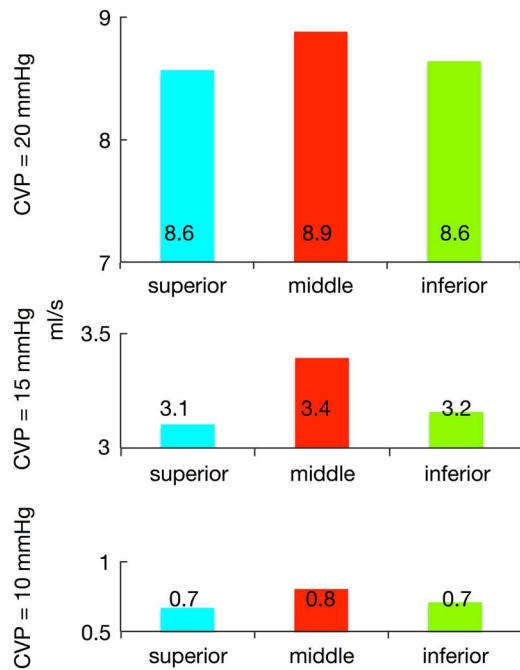 CVP = 20 mmHg
9
8
7
8.6
8.9
8.6
superior
middle
inferior
ml/s
CVP = 15 mmHg
3.5
3
3.1
3.4
3.2
superior
middle
inferior
CVP = 10 mmHg
1
0.5
0.7
0.8
0.7
superior
middle
inferior